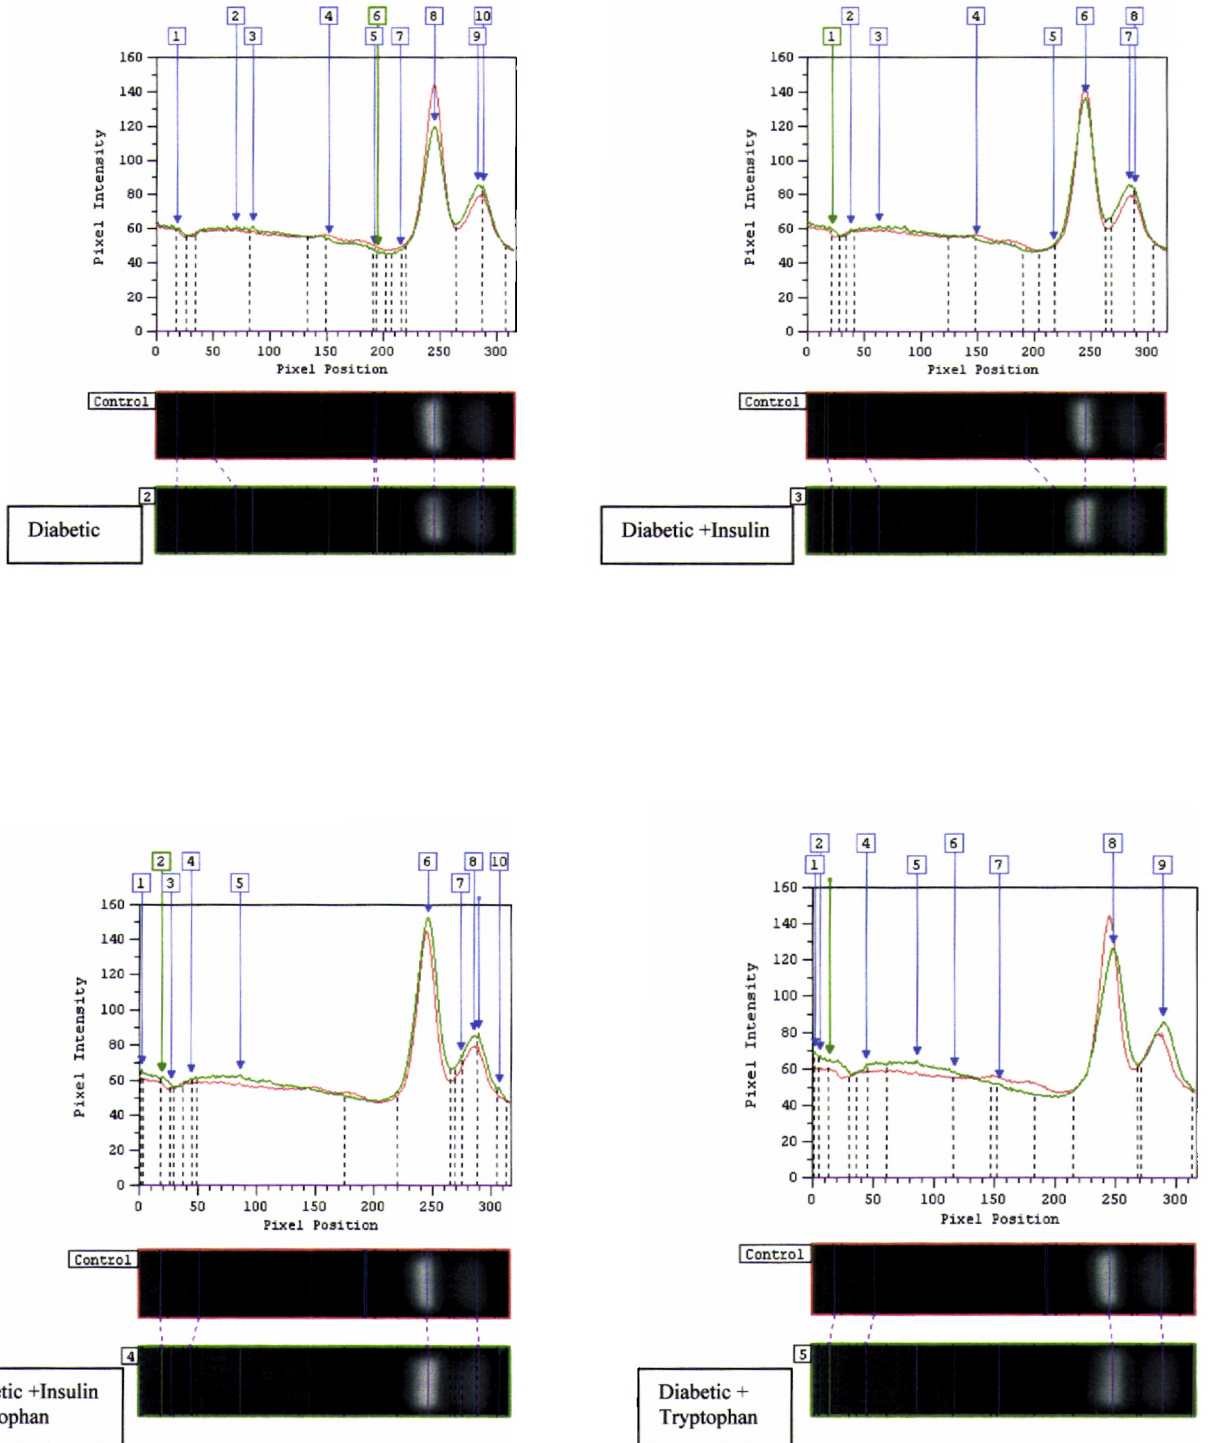 2 6 4 8 10
1 3 5 7 9
160
140
120
100
80
60
40
20
0
Pixel Intensity
0 50 100 150 200 250 300
Pixel Position
Control
2
Diabetic
2 4 6 8
1 3 5 7
160
140
120
100
80
60
40
20
0
Pixel Intensity
0 50 100 150 200 250 300
Pixel Position
Control
3
Diabetic +Insulin
2 4 6 8 10
1 3 5 7
160
140
120
100
80
60
40
20
0
Pixel Intensity
0 50 100 150 200 250 300
Pixel Position
Control
4
etic +Insulin
ophan
2 4 5 6 8
1 7 9
160
140
120
100
80
60
40
20
0
Pixel Intensity
0 50 100 150 200 250 300
Pixel Position
Control
5
Diabetic +
Tryptophan